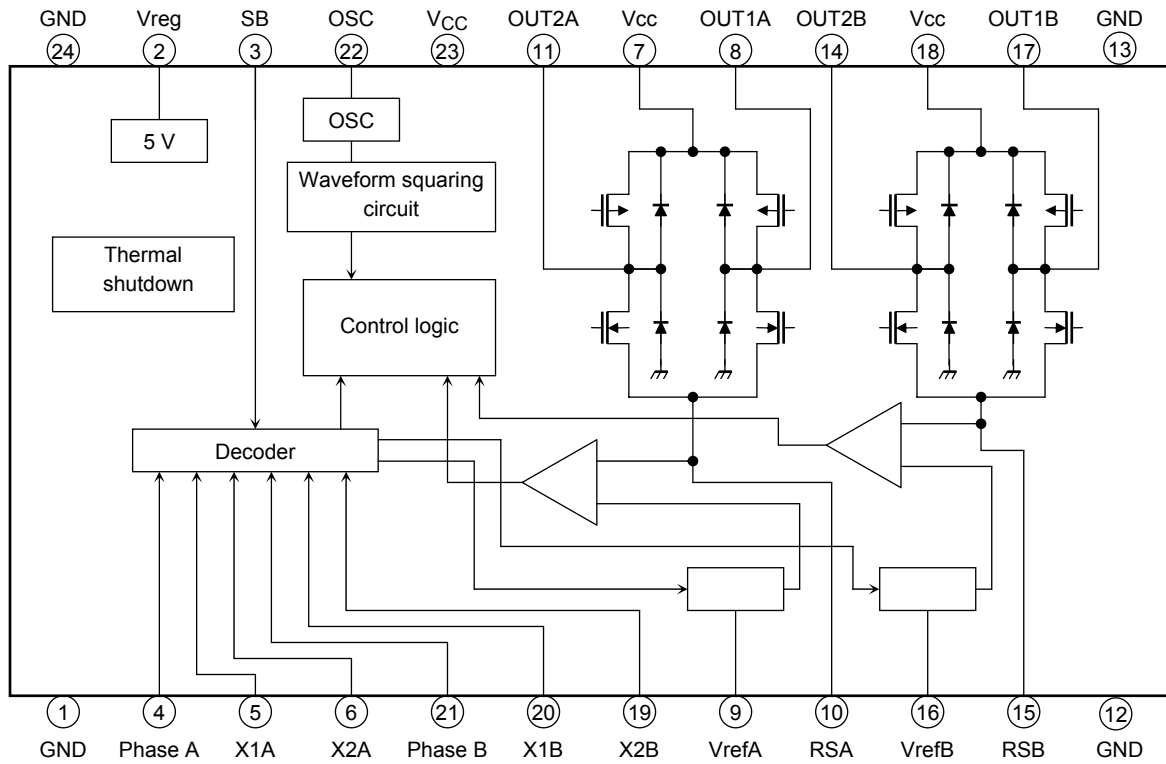 GND Vreg SB OSC VCC OUT2A Vcc OUT1A OUT2B Vcc OUT1B GND
24 2 3 22 23 11 7 8 14 18 17 13
5 V
OSC
Waveform squaring
circuit
Thermal
shutdown
Control logic
Decoder
1 4 5 6 21 20 19 9 10 16 15 12
GND Phase A X1A X2A Phase B X1B X2B VrefA RSA VrefB RSB GND